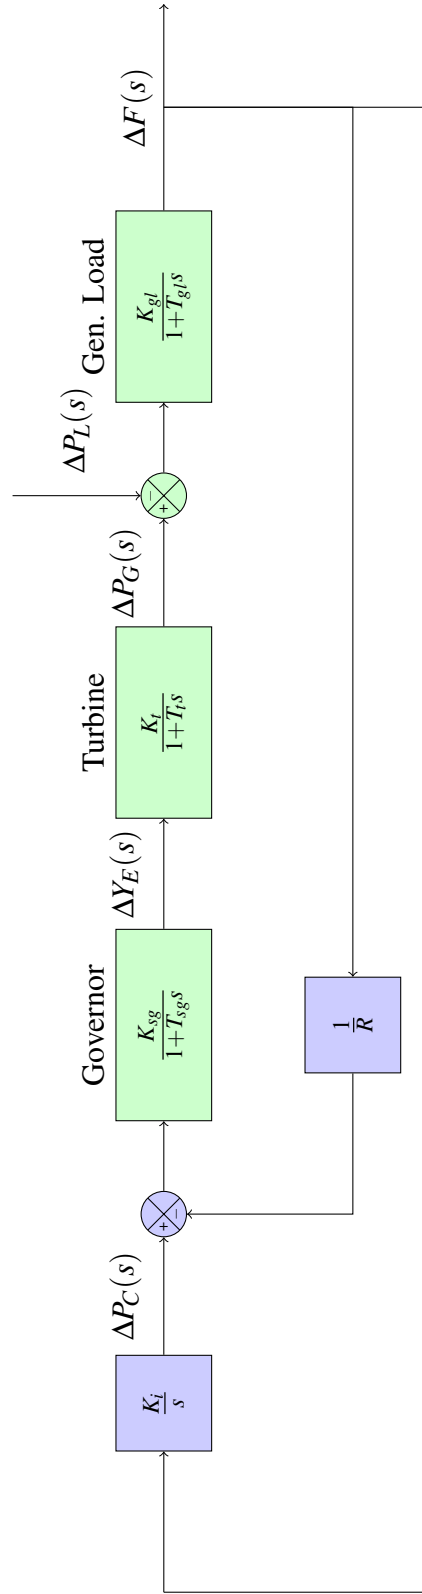 K_i/s
ΔP_C(s)
+
−
Governor
K_sg/1+T_sg s
ΔY_E(s)
Turbine
K_t/1+T_t s
ΔP_G(s)
ΔP_L(s)
+
−
Gen. Load
K_gl/1+T_gl s
ΔF(s)
1/R